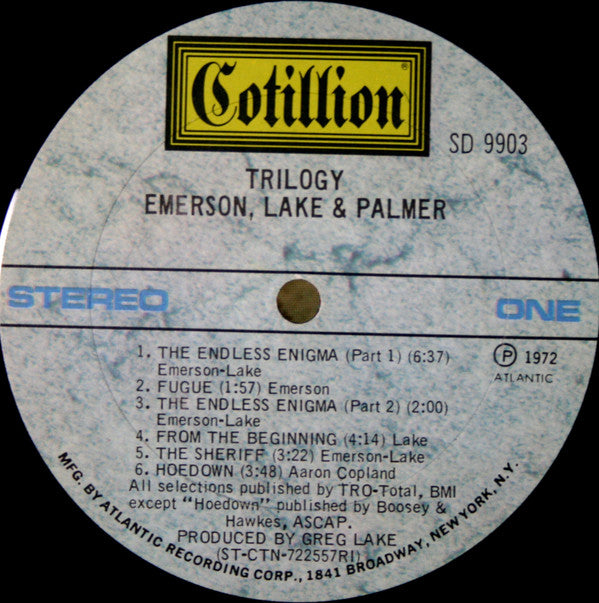 Cotillion®
SD 9903
TRILOGY
EMERSON, LAKE & PALMER
STEREO
ONE
1. THE ENDLESS ENIGMA (Part 1) (6:37)
Emerson-Lake
2. FUGUE (1:57) Emerson
3. THE ENDLESS ENIGMA (Part 2) (2:00)
Emerson-Lake
4. FROM THE BEGINNING (4:14) Lake
5. THE SHERIFF (3:22) Emerson-Lake
6. HOEDOWN (3:48) Aaron Copland
℗ 1972
ATLANTIC
All selections published by TRO-Total, BMI
except "Hoedown" published by Boosey &
Hawkes, ASCAP.
PRODUCED BY GREG LAKE
(ST-CTN-722557RI)
MFG. BY ATLANTIC RECORDING CORP., 1841 BROADWAY, NEW YORK, N.Y.